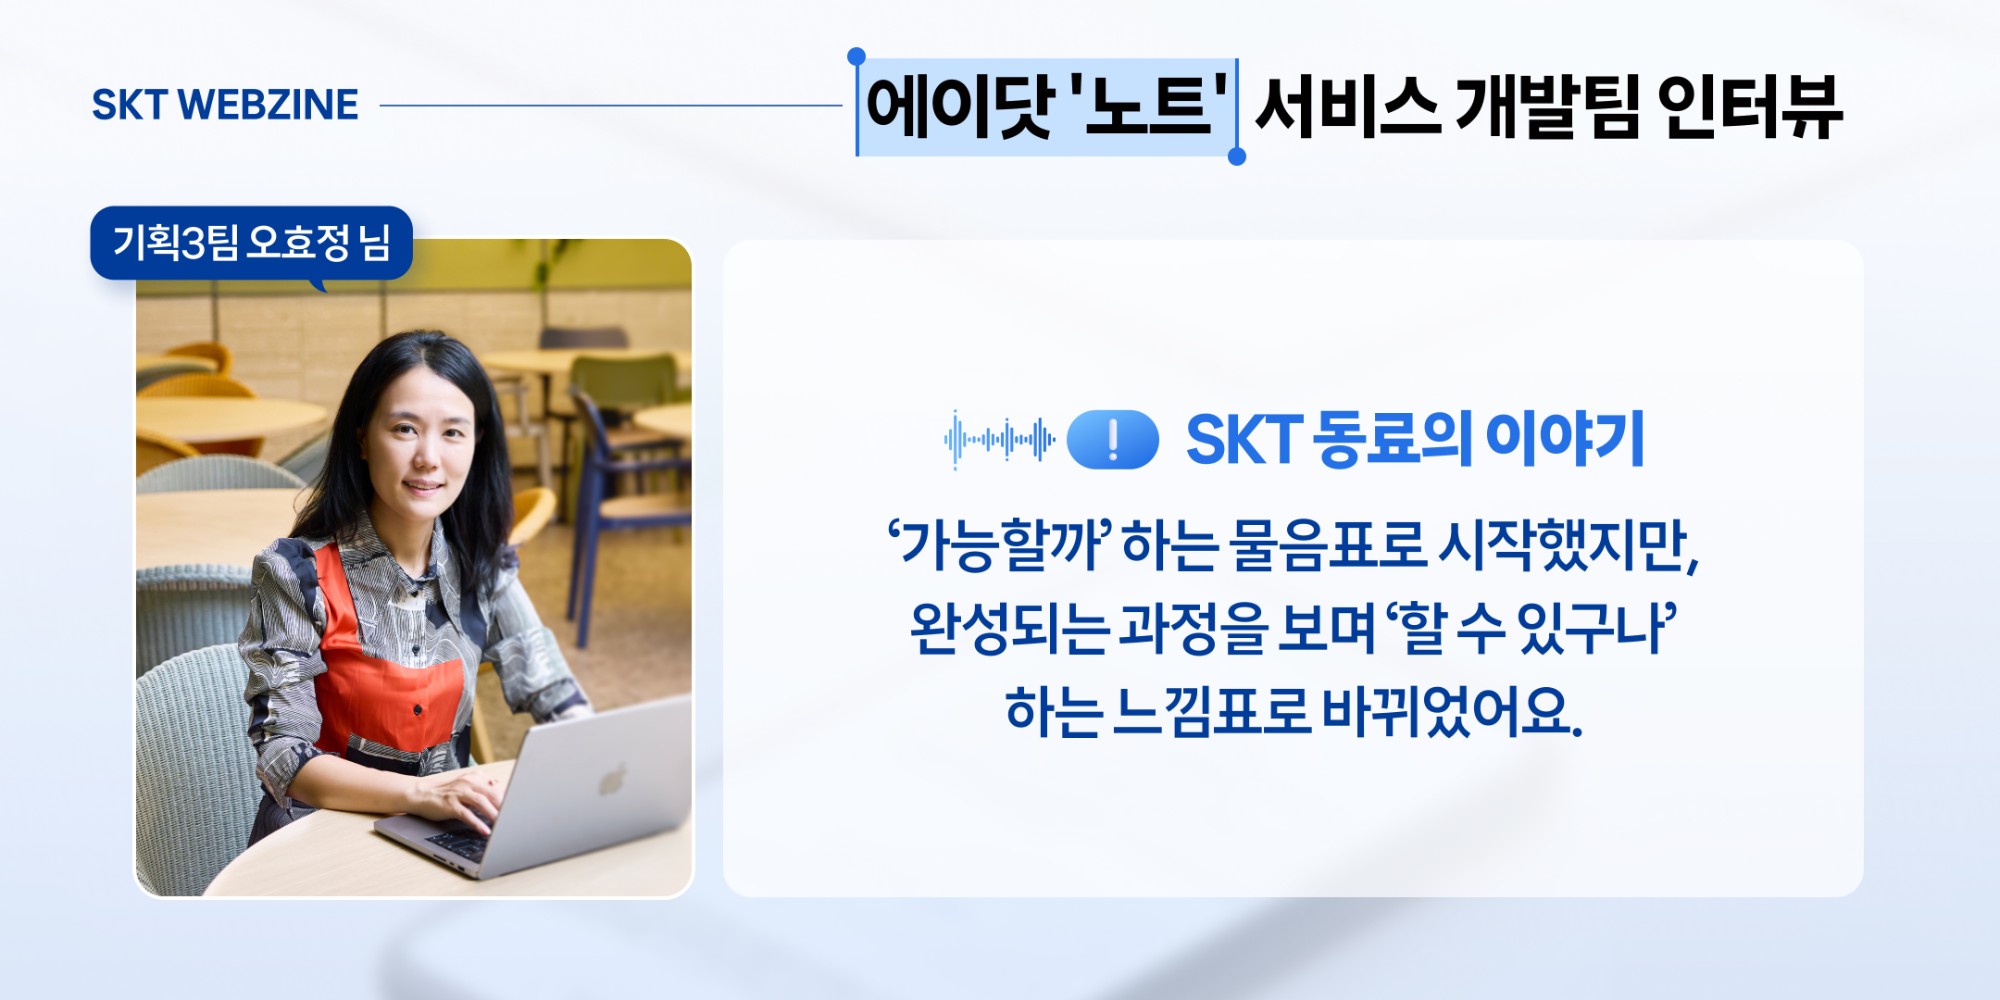 SKT WEBZINE
에이닷 '노트' 서비스 개발팀 인터뷰
기획3팀 오효정 님
! SKT 동료의 이야기
‘가능할까’ 하는 물음표로 시작했지만,
완성되는 과정을 보며 ‘할 수 있구나’
하는 느낌표로 바뀌었어요.